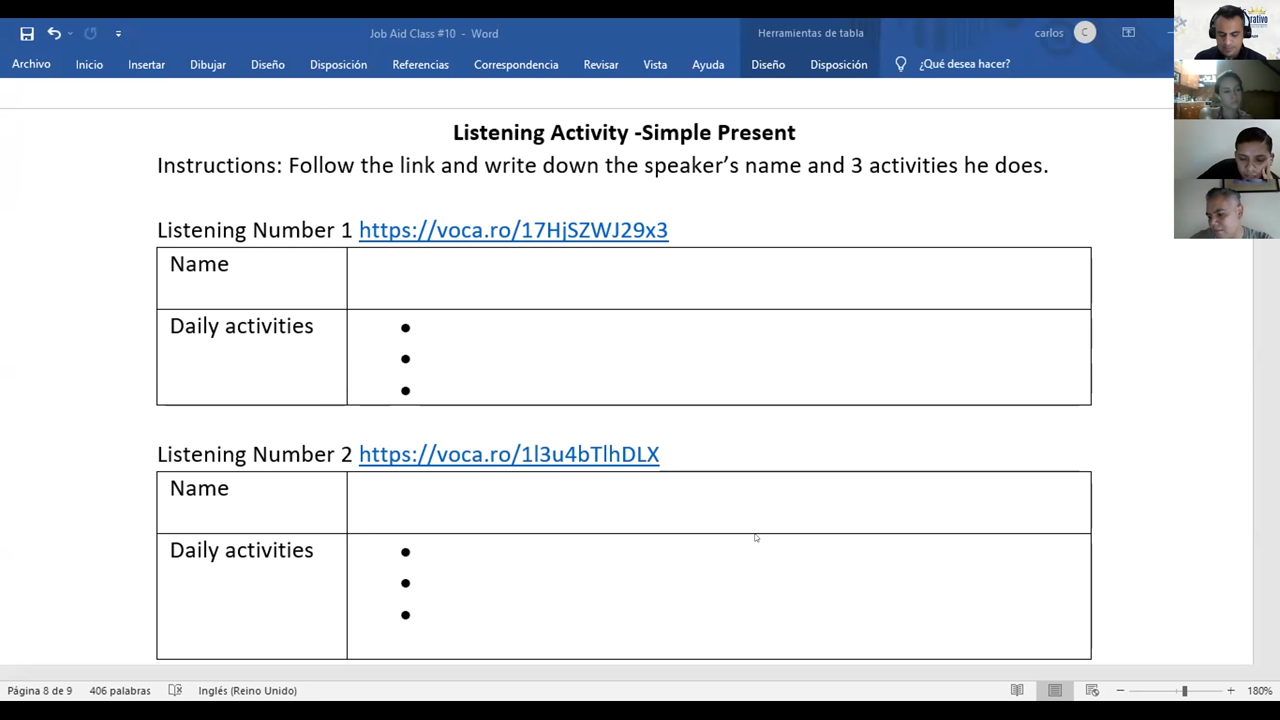 Job Aid Class #10 - Word
Herramientas de tabla
carlos
C
Archivo
Inicio
Insertar
Dibujar
Diseño
Disposición
Referencias
Correspondencia
Revisar
Vista
Ayuda
Diseño
Disposición
¿Qué desea hacer?
Listening Activity -Simple Present
Instructions: Follow the link and write down the speaker’s name and 3 activities he does.
Listening Number 1 https://voca.ro/17HjSZWJ29x3
Name
Daily activities
Listening Number 2 https://voca.ro/1l3u4bTlhDLX
Name
Daily activities
Página 8 de 9
406 palabras
Inglés (Reino Unido)
180%